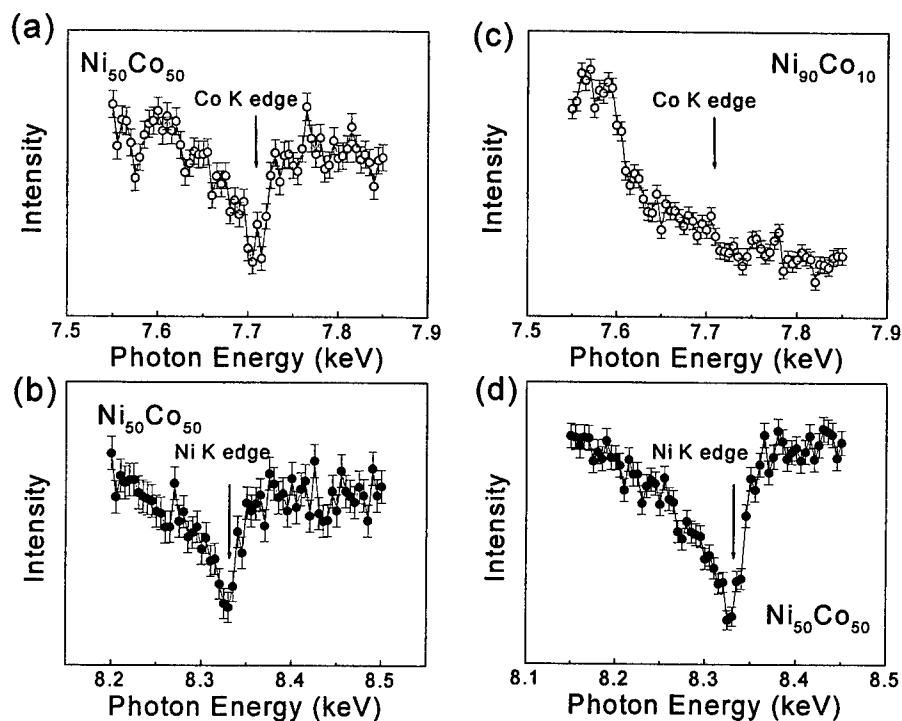 (a)
Ni50Co50
Co K edge
Intensity
7.5 7.6 7.7 7.8 7.9
Photon Energy (keV)
(c)
Ni90Co10
Co K edge
Intensity
7.5 7.6 7.7 7.8 7.9
Photon Energy (keV)
(b)
Ni50Co50
Ni K edge
Intensity
8.2 8.3 8.4 8.5
Photon Energy (keV)
(d)
Ni K edge
Ni50Co50
Intensity
8.1 8.2 8.3 8.4 8.5
Photon Energy (keV)